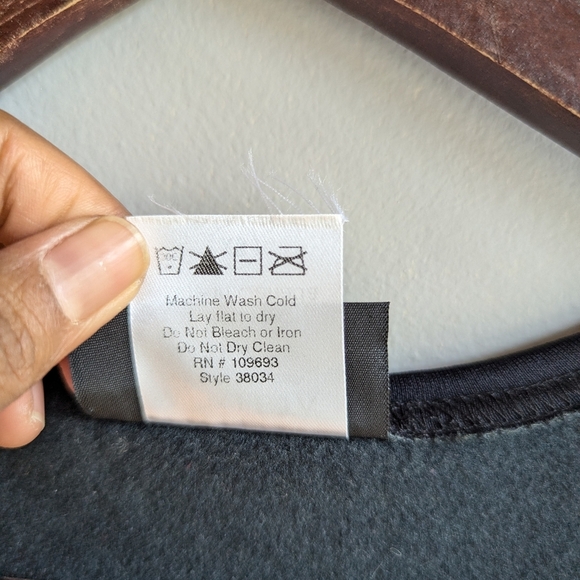 Machine Wash Cold
Lay flat to dry
Do Not Bleach or Iron
Do Not Dry Clean
RN # 109693
Style 38034